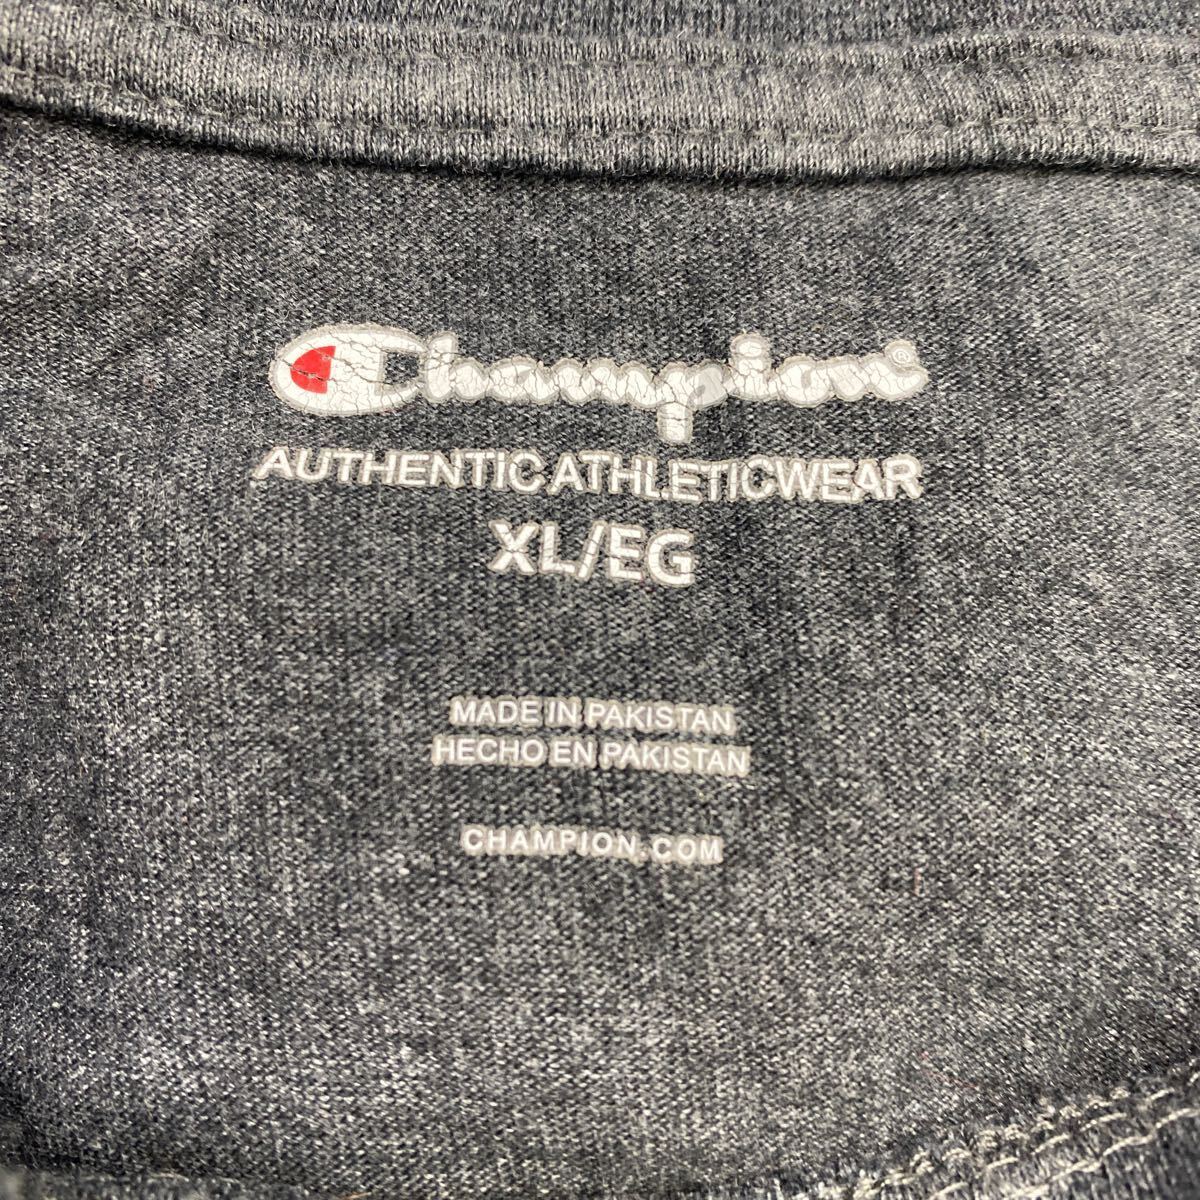 Champion®
AUTHENTIC ATHLETICWEAR
XL/EG
MADE IN PAKISTAN
HECHO EN PAKISTAN
CHAMPION.COM